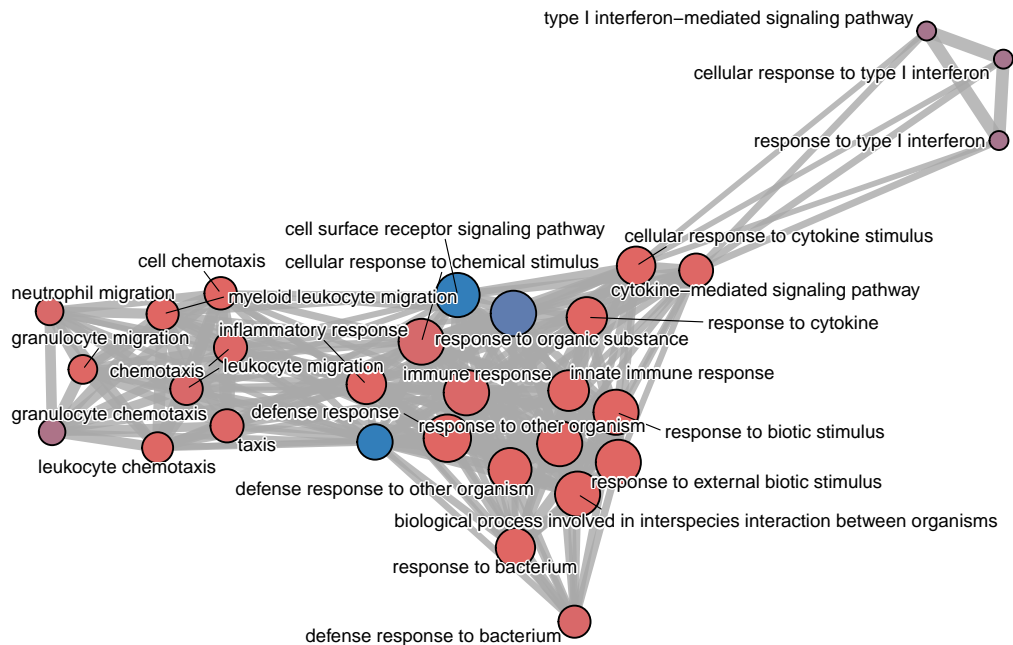 type I interferon−mediated signaling pathway
cellular response to type I interferon
response to type I interferon
cell surface receptor signaling pathway
cellular response to cytokine stimulus
cell chemotaxis
cellular response to chemical stimulus
neutrophil migration
myeloid leukocyte migration
cytokine−mediated signaling pathway
inflammatory response
response to cytokine
granulocyte migration
response to organic substance
chemotaxis
leukocyte migration
immune response
innate immune response
granulocyte chemotaxis
defense response
response to other organism
response to biotic stimulus
taxis
leukocyte chemotaxis
defense response to other organism
response to external biotic stimulus
biological process involved in interspecies interaction between organisms
response to bacterium
defense response to bacterium